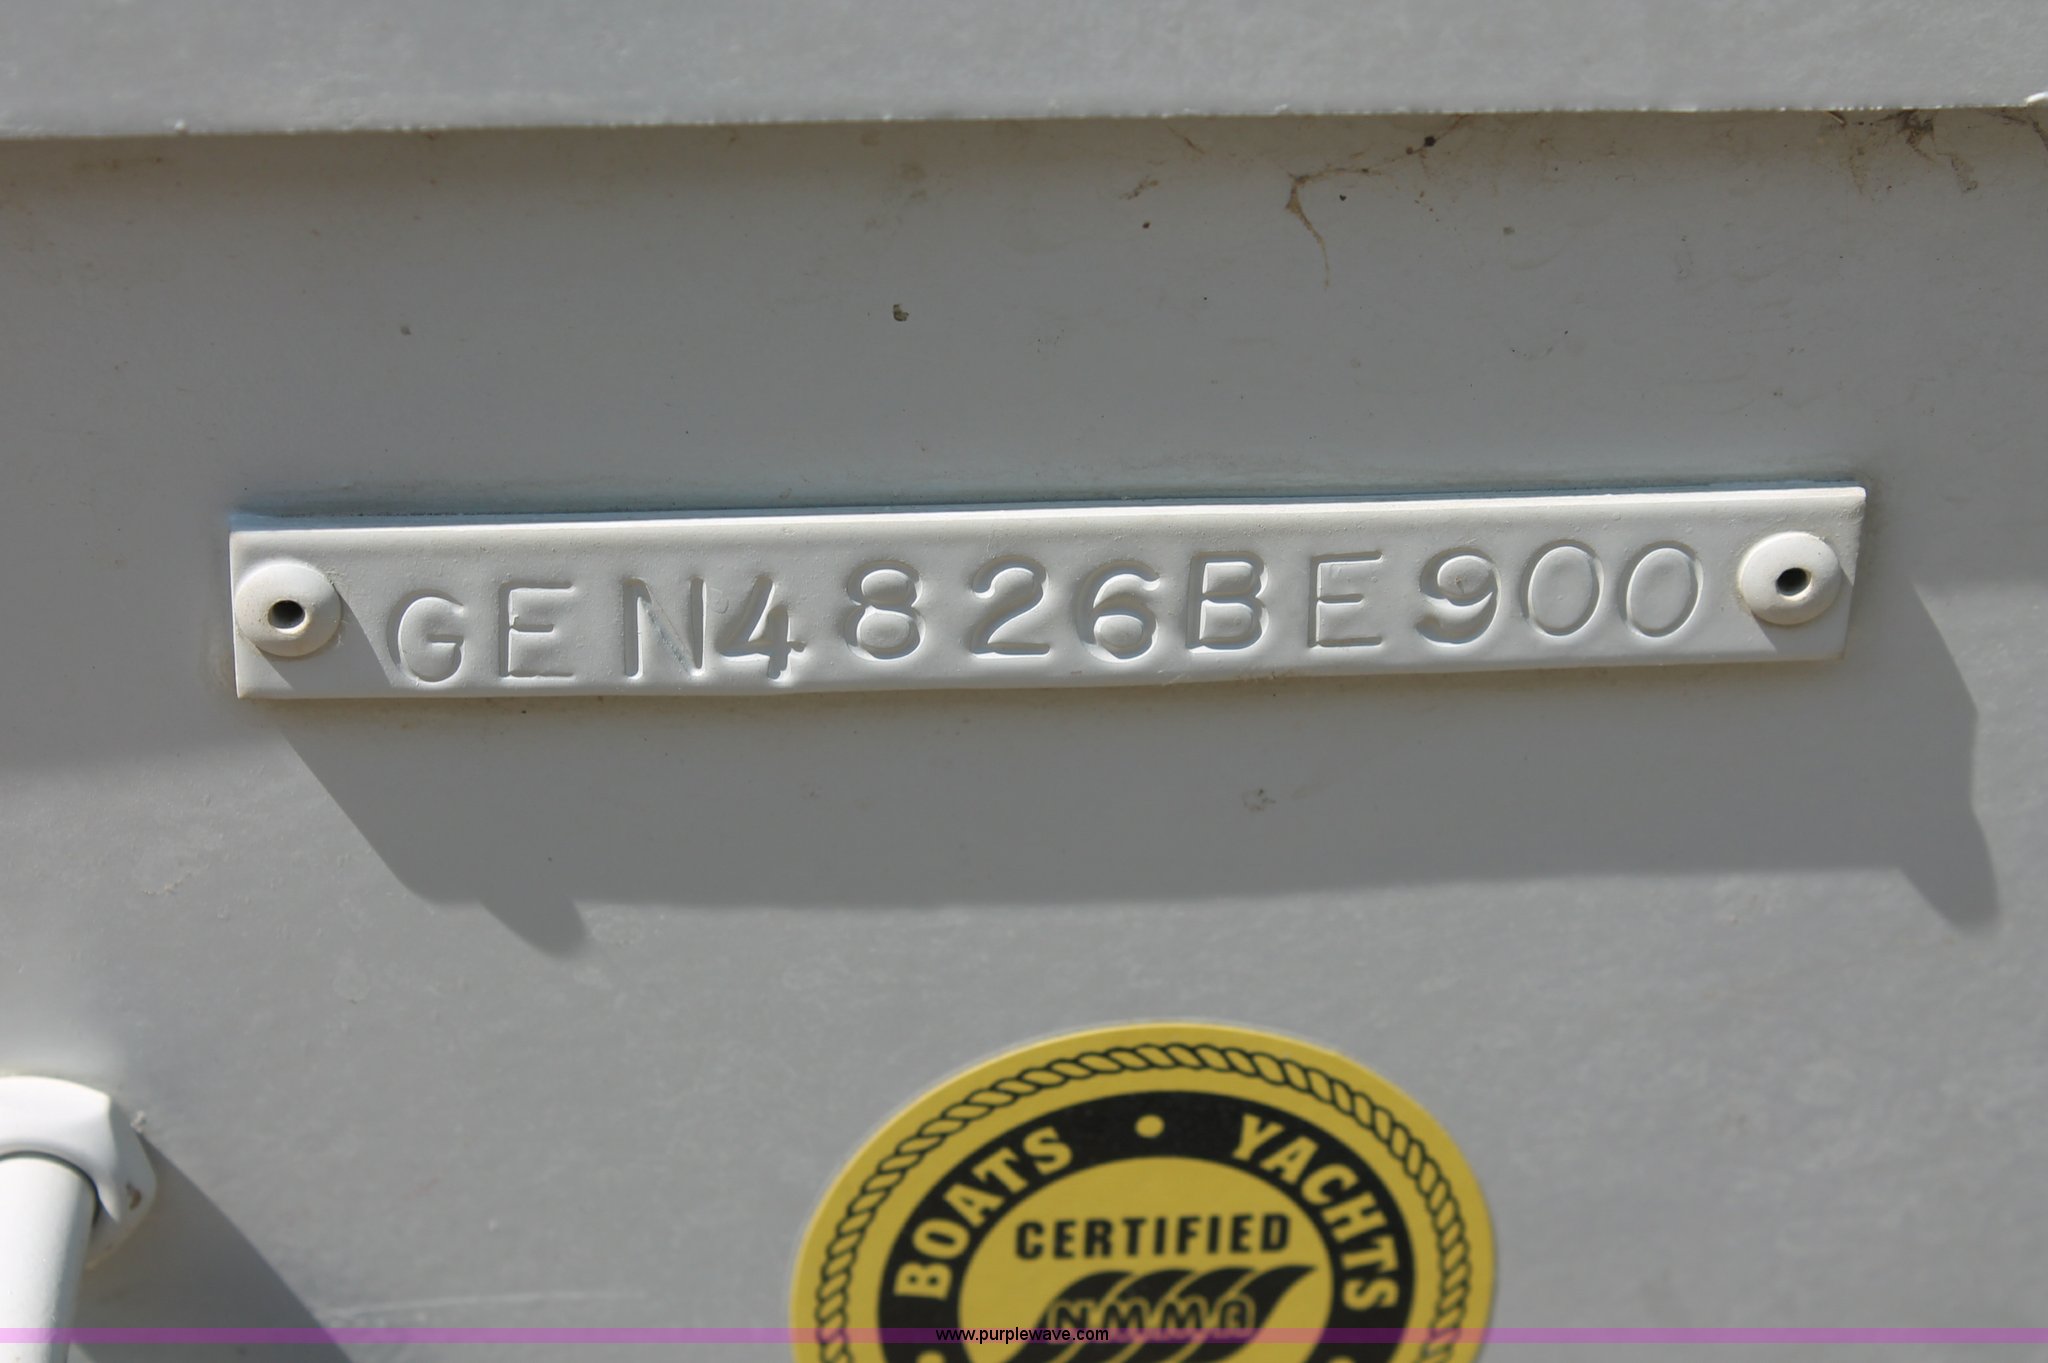 GEN4826BE900
BOATS • YACHTS
CERTIFIED
NMMA
www.purplewave.com